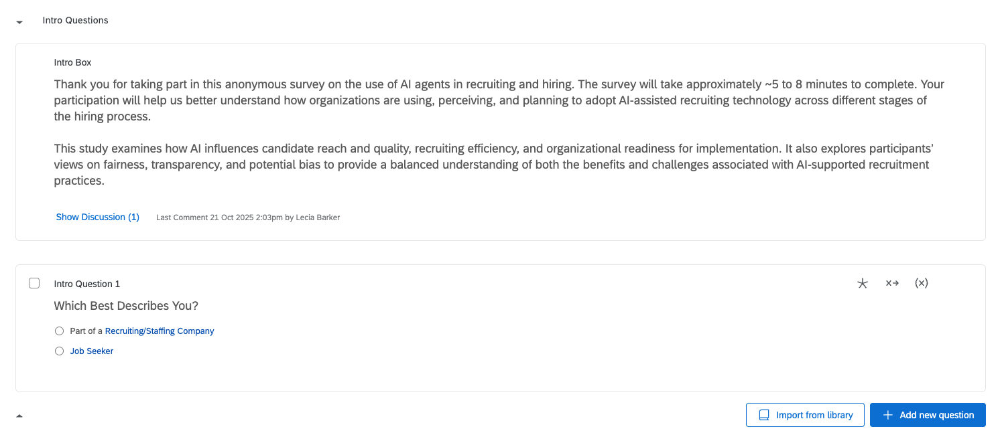 Intro Questions
Intro Box
Thank you for taking part in this anonymous survey on the use of AI agents in recruiting and hiring. The survey will take approximately ~5 to 8 minutes to complete. Your
participation will help us better understand how organizations are using, perceiving, and planning to adopt AI-assisted recruiting technology across different stages of
the hiring process.
This study examines how AI influences candidate reach and quality, recruiting efficiency, and organizational readiness for implementation. It also explores participants’
views on fairness, transparency, and potential bias to provide a balanced understanding of both the benefits and challenges associated with AI-supported recruitment
practices.
Show Discussion (1) Last Comment 21 Oct 2025 2:03pm by Lecia Barker
Intro Question 1
Which Best Describes You?
Part of a Recruiting/Staffing Company
Job Seeker
Import from library
Add new question